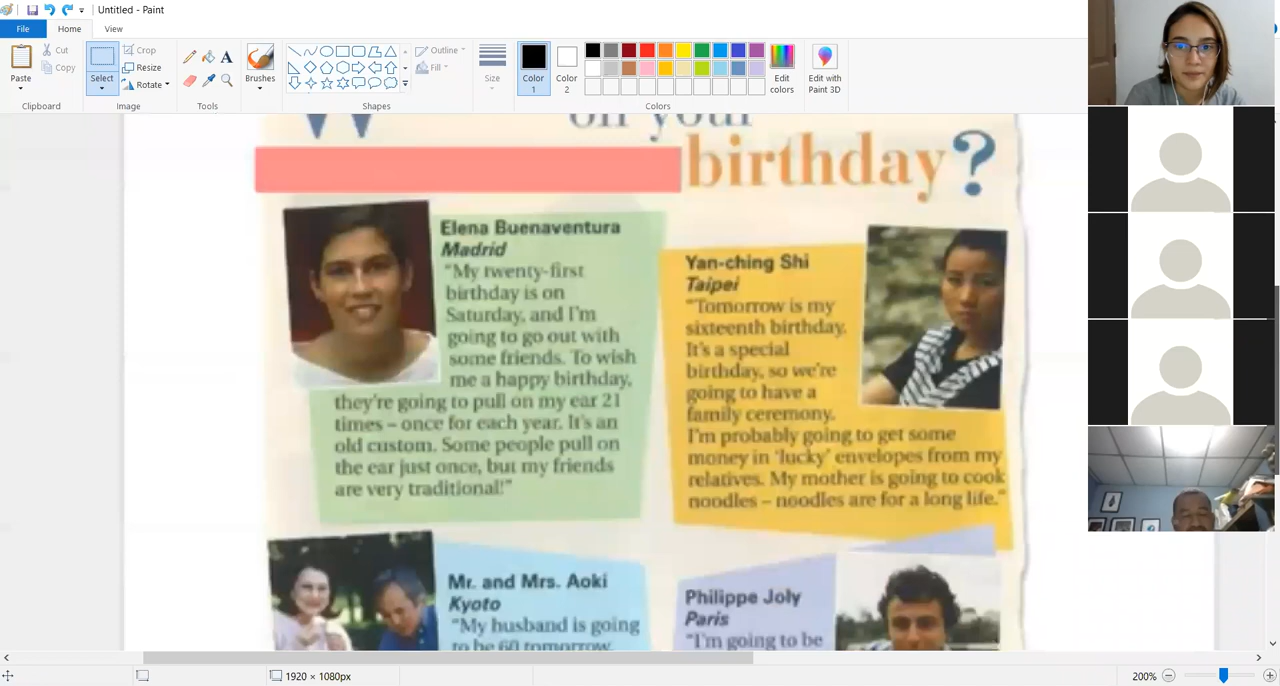 Untitled - Paint
File
Home
View
Paste
Cut
Copy
Clipboard
Select
Crop
Resize
Rotate
Image
A
Tools
Brushes
Shapes
Outline
Fill
Size
Color 1
Color 2
Edit colors
Colors
Edit with Paint 3D
W on your
birthday?
Elena Buenaventura
Madrid
"My twenty-first
birthday is on
Saturday, and I'm
going to go out with
some friends. To wish
me a happy birthday,
they're going to pull on my ear 21
times – once for each year. It's an
old custom. Some people pull on
the ear just once, but my friends
are very traditional!"
Yan-ching Shi
Taipei
"Tomorrow is my
sixteenth birthday.
It's a special
birthday, so we're
going to have a
family ceremony.
I'm probably going to get some
money in 'lucky' envelopes from my
relatives. My mother is going to cook
noodles – noodles are for a long life."
Mr. and Mrs. Aoki
Kyoto
"My husband is going
to be 60 tomorrow.
Philippe Joly
Paris
"I'm going to be
1920 × 1080px
200%